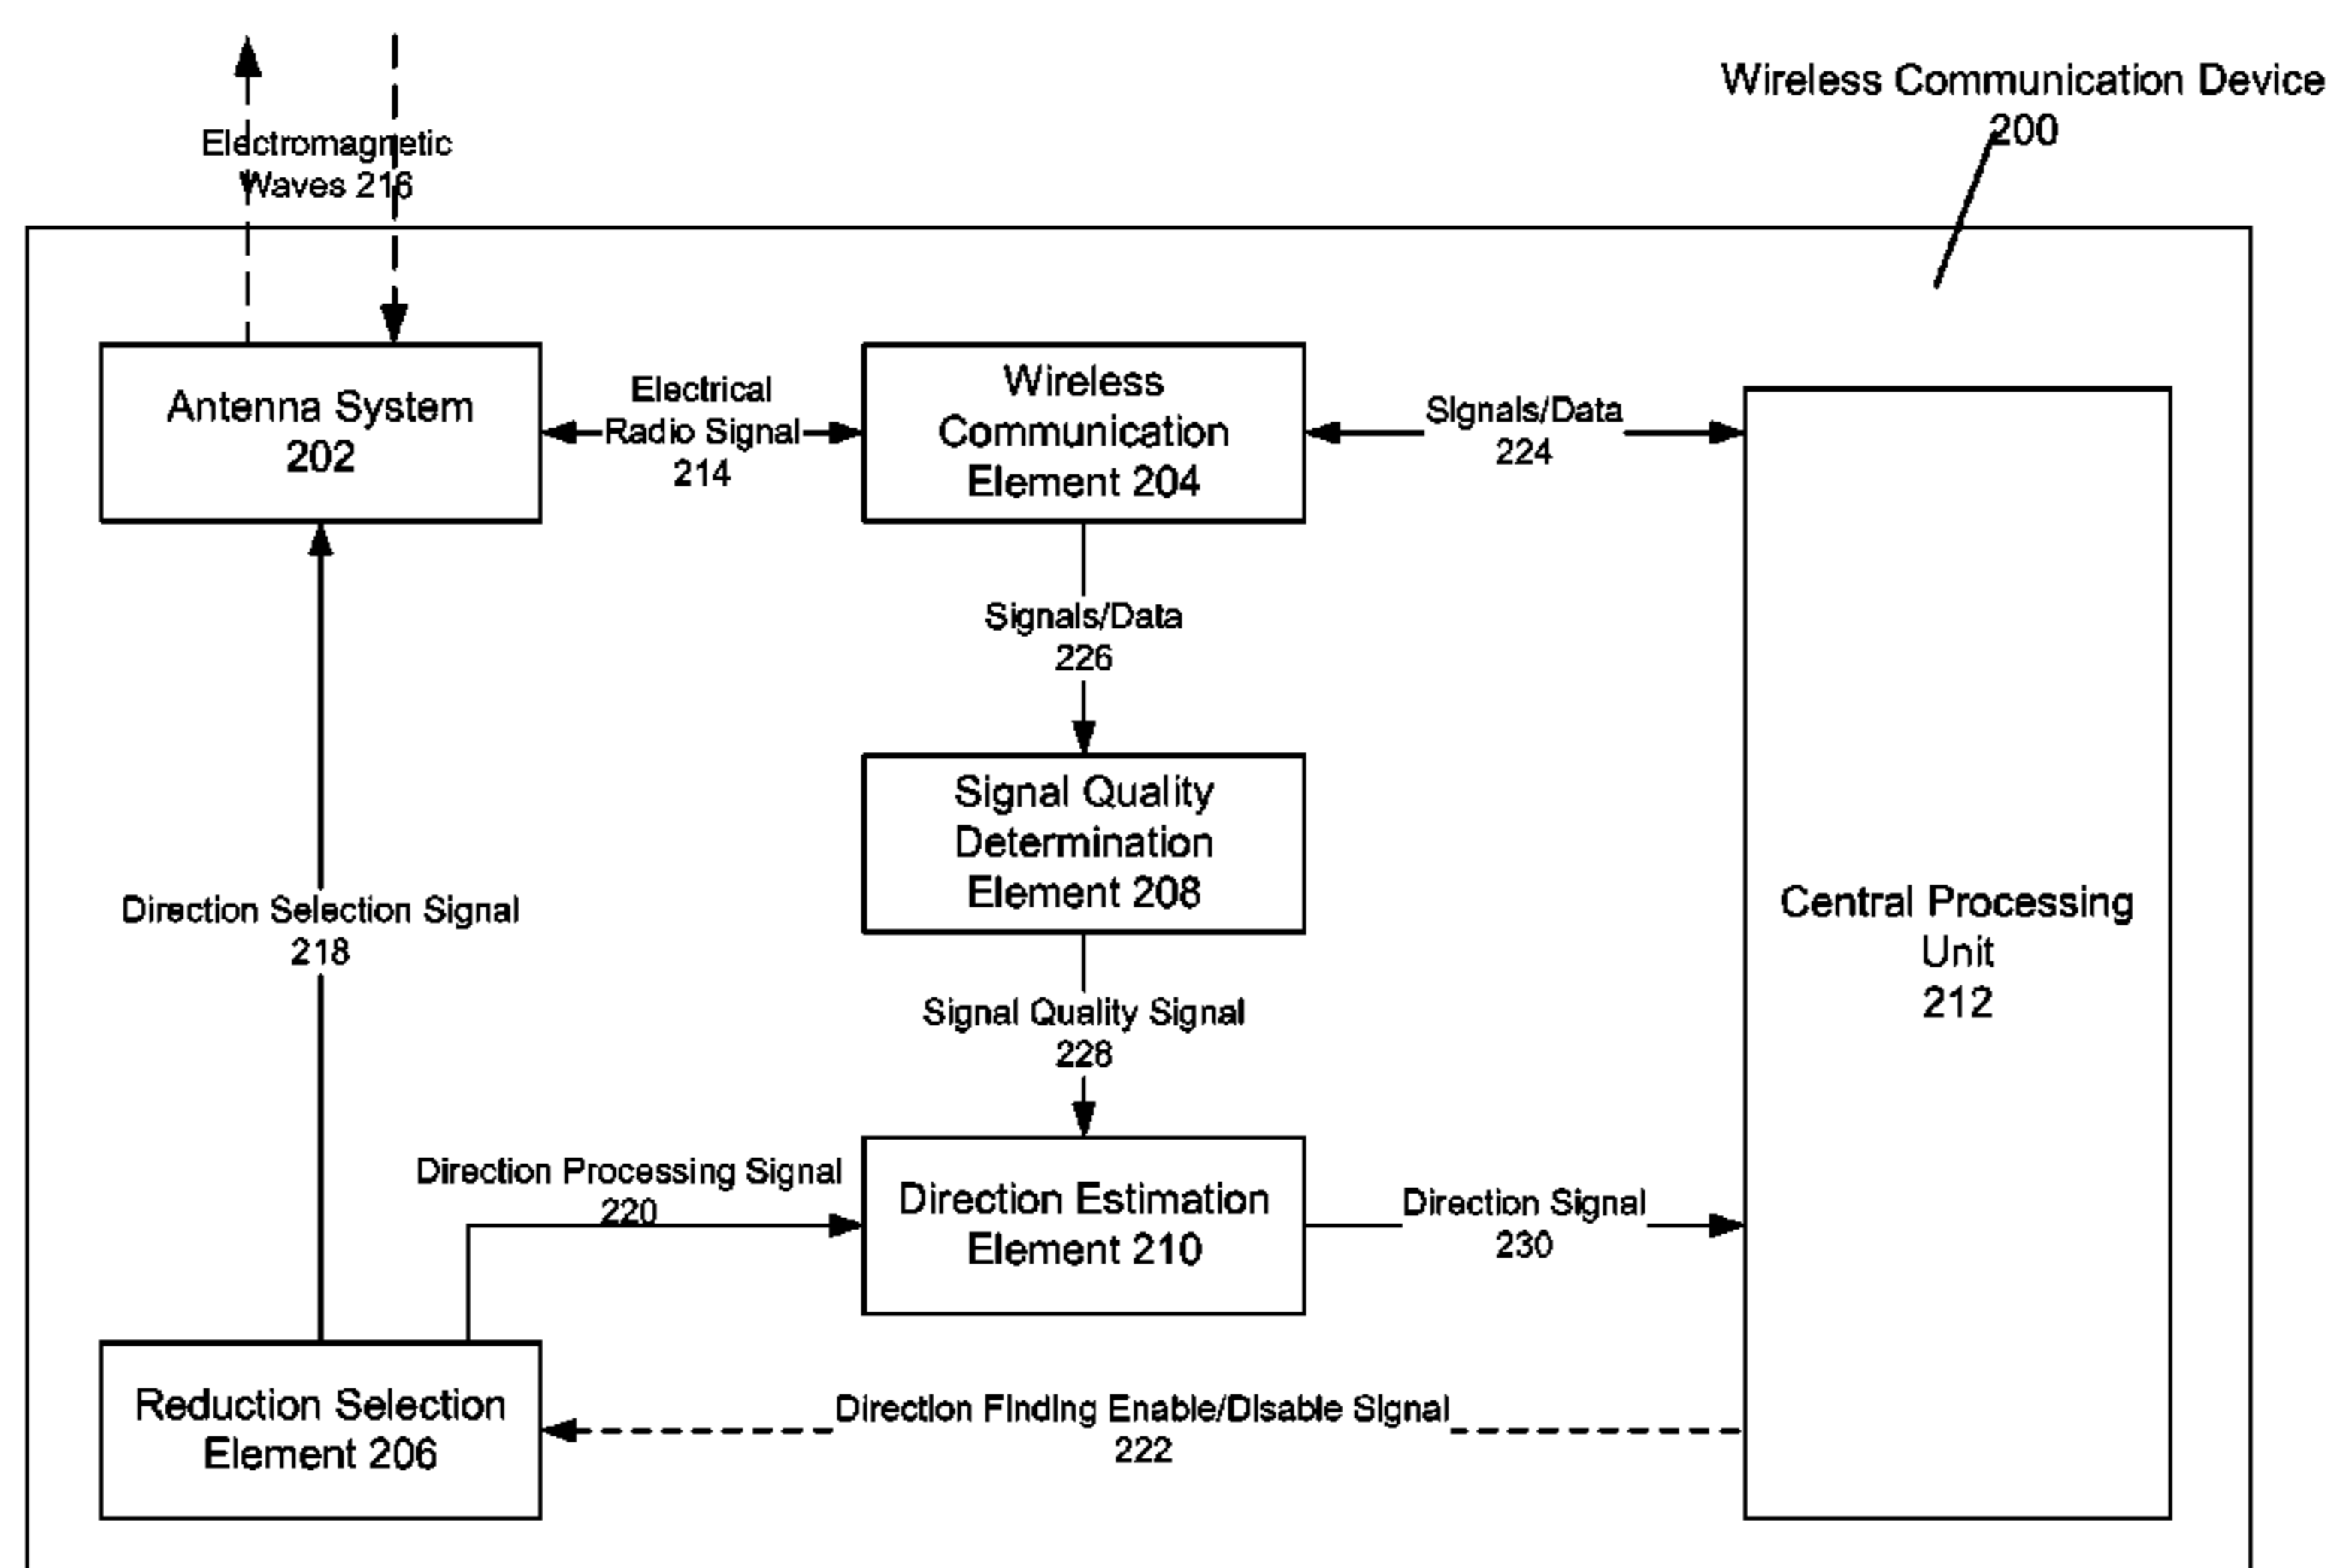 Wireless Communication Device
200
Electromagnetic
Waves 216
Antenna System
202
Electrical
Radio Signal
214
Wireless
Communication
Element 204
Signals/Data
224
Signals/Data
226
Signal Quality
Determination
Element 208
Direction Selection Signal
218
Central Processing
Unit
212
Signal Quality Signal
228
Direction Processing Signal
220
Direction Estimation
Element 210
Direction Signal
230
Reduction Selection
Element 206
Direction Finding Enable/Disable Signal
222